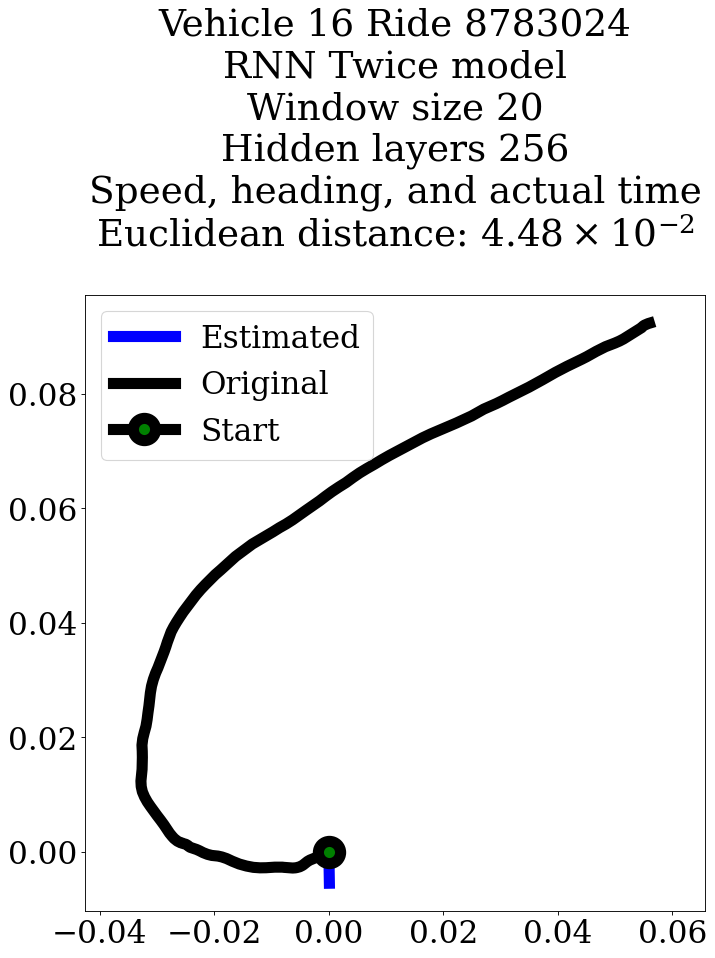 Vehicle 16 Ride 8783024
RNN Twice model
Window size 20
Hidden layers 256
Speed, heading, and actual time
Euclidean distance: 4.48 × 10⁻²
Estimated
Original
Start
0.08
0.06
0.04
0.02
0.00
−0.04 −0.02 0.00 0.02 0.04 0.06